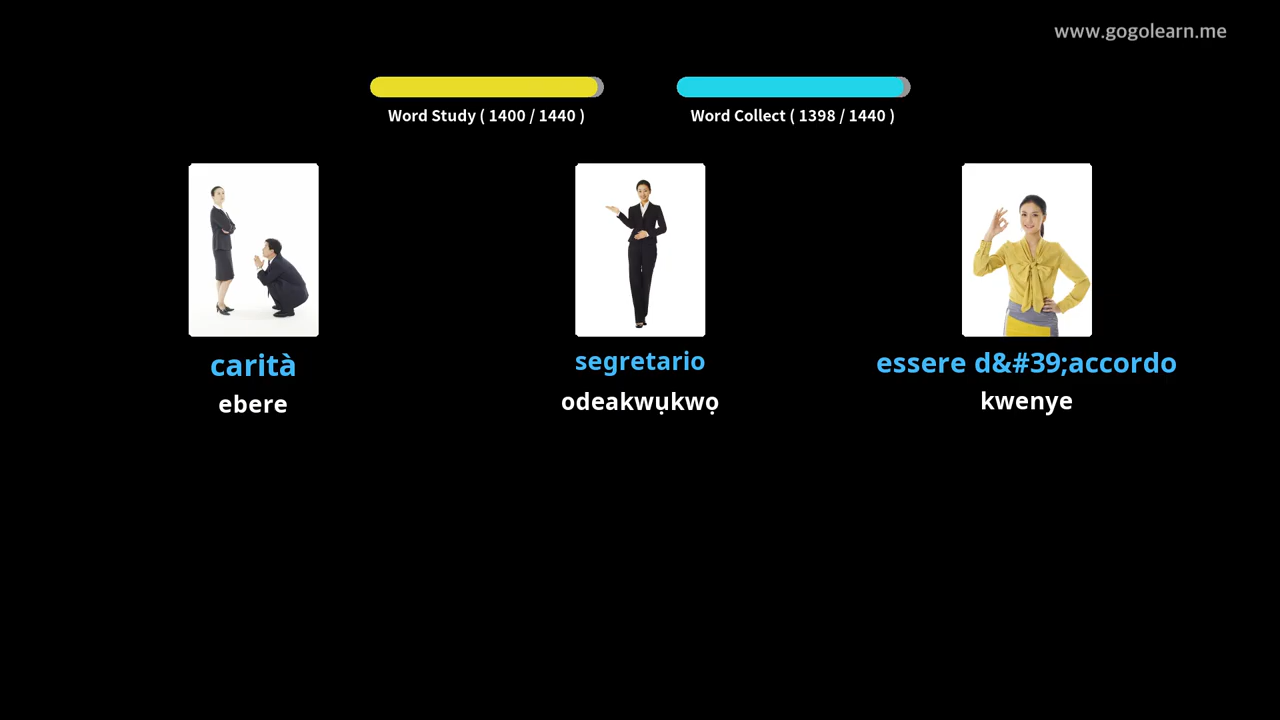 www.gogolearn.me
Word Study ( 1400 / 1440 )
Word Collect ( 1398 / 1440 )
carità
segretario
essere d&#39;accordo
ebere
odeakwụkwọ
kwenye